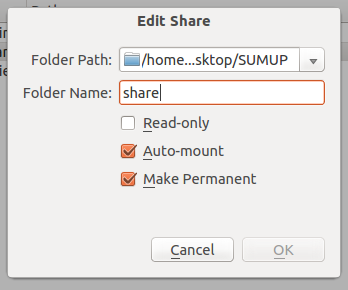 Edit Share
Folder Path: /home...sktop/SUMUP
Folder Name: share
Read-only
Auto-mount
Make Permanent
Cancel OK